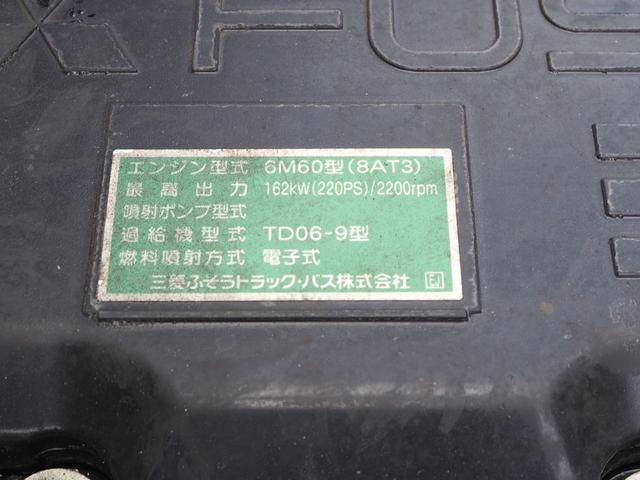 FUS
エンジン型式 6M60型(8AT3)
最高出力 162kW(220PS)/2200rpm
噴射ポンプ型式
過給機型式 TD06-9型
燃料噴射方式 電子式
三菱ふそうトラック・バス株式会社 EJ